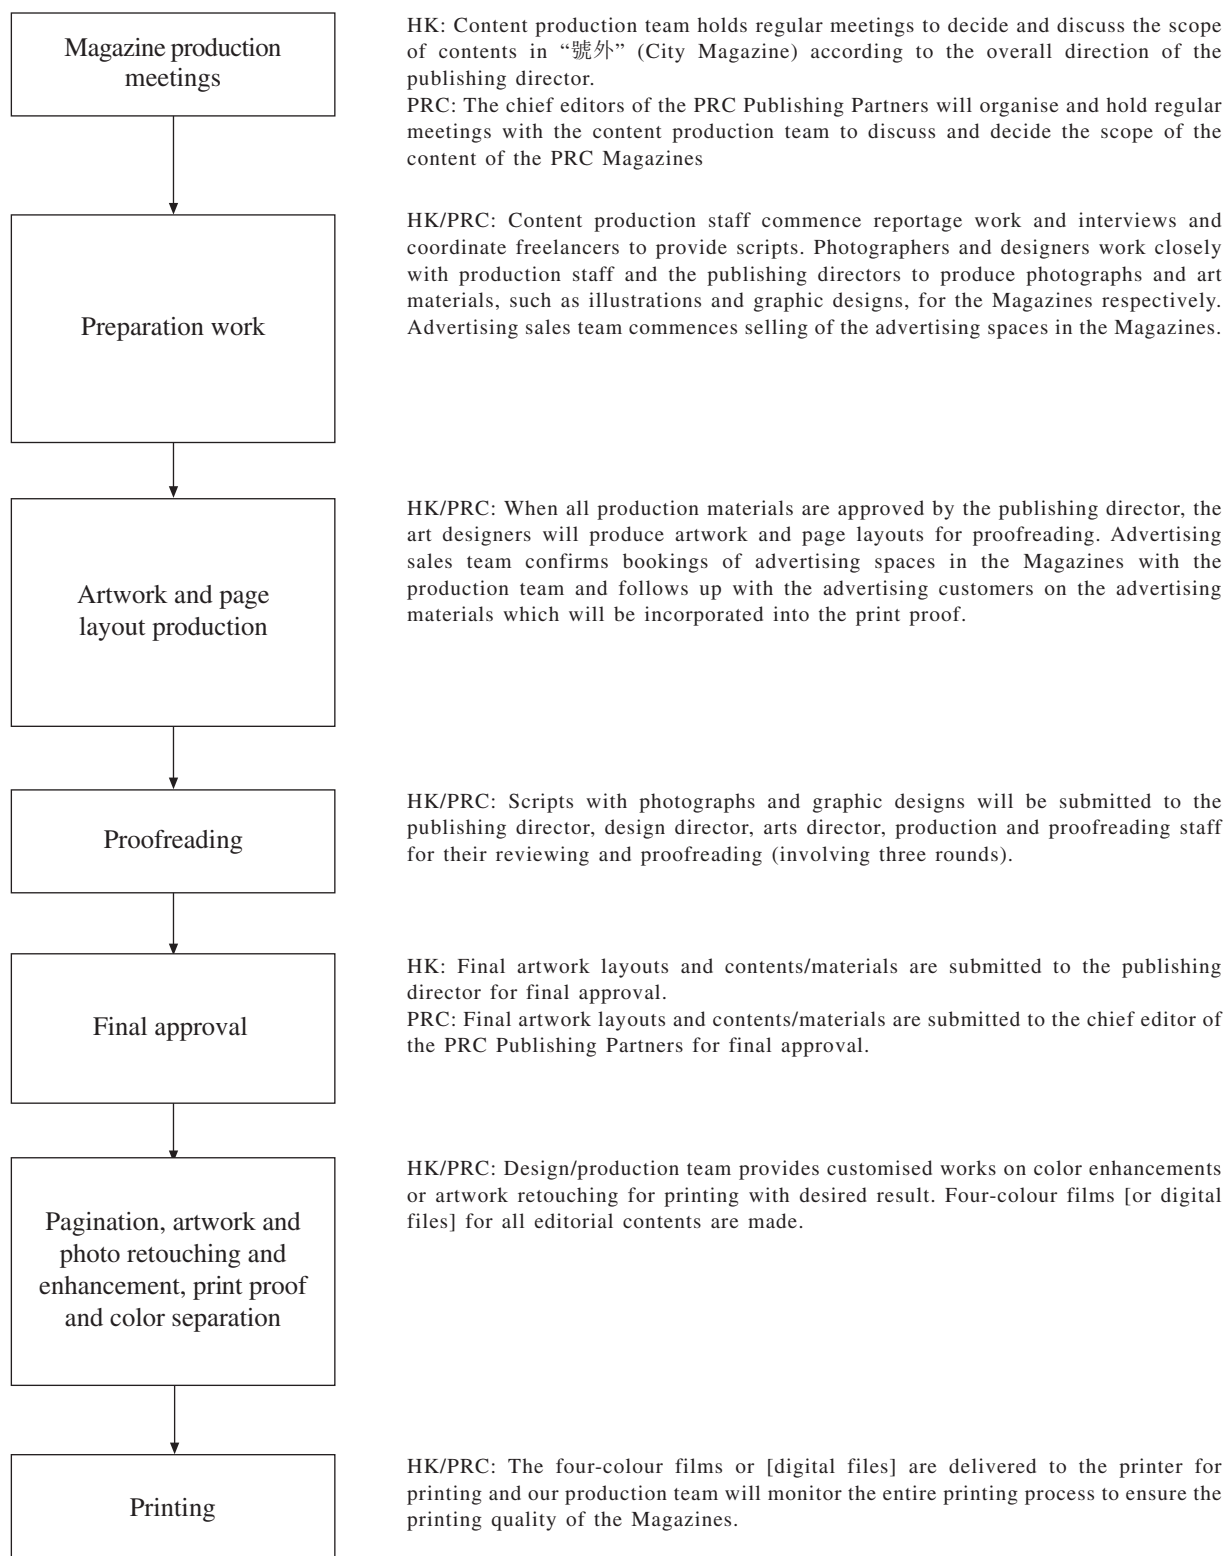 Magazine production
meetings
HK: Content production team holds regular meetings to decide and discuss the scope
of contents in “號外” (City Magazine) according to the overall direction of the
publishing director.
PRC: The chief editors of the PRC Publishing Partners will organise and hold regular
meetings with the content production team to discuss and decide the scope of the
content of the PRC Magazines
Preparation work
HK/PRC: Content production staff commence reportage work and interviews and
coordinate freelancers to provide scripts. Photographers and designers work closely
with production staff and the publishing directors to produce photographs and art
materials, such as illustrations and graphic designs, for the Magazines respectively.
Advertising sales team commences selling of the advertising spaces in the Magazines.
Artwork and page
layout production
HK/PRC: When all production materials are approved by the publishing director, the
art designers will produce artwork and page layouts for proofreading. Advertising
sales team confirms bookings of advertising spaces in the Magazines with the
production team and follows up with the advertising customers on the advertising
materials which will be incorporated into the print proof.
Proofreading
HK/PRC: Scripts with photographs and graphic designs will be submitted to the
publishing director, design director, arts director, production and proofreading staff
for their reviewing and proofreading (involving three rounds).
Final approval
HK: Final artwork layouts and contents/materials are submitted to the publishing
director for final approval.
PRC: Final artwork layouts and contents/materials are submitted to the chief editor of
the PRC Publishing Partners for final approval.
Pagination, artwork and
photo retouching and
enhancement, print proof
and color separation
HK/PRC: Design/production team provides customised works on color enhancements
or artwork retouching for printing with desired result. Four-colour films [or digital
files] for all editorial contents are made.
Printing
HK/PRC: The four-colour films or [digital files] are delivered to the printer for
printing and our production team will monitor the entire printing process to ensure the
printing quality of the Magazines.